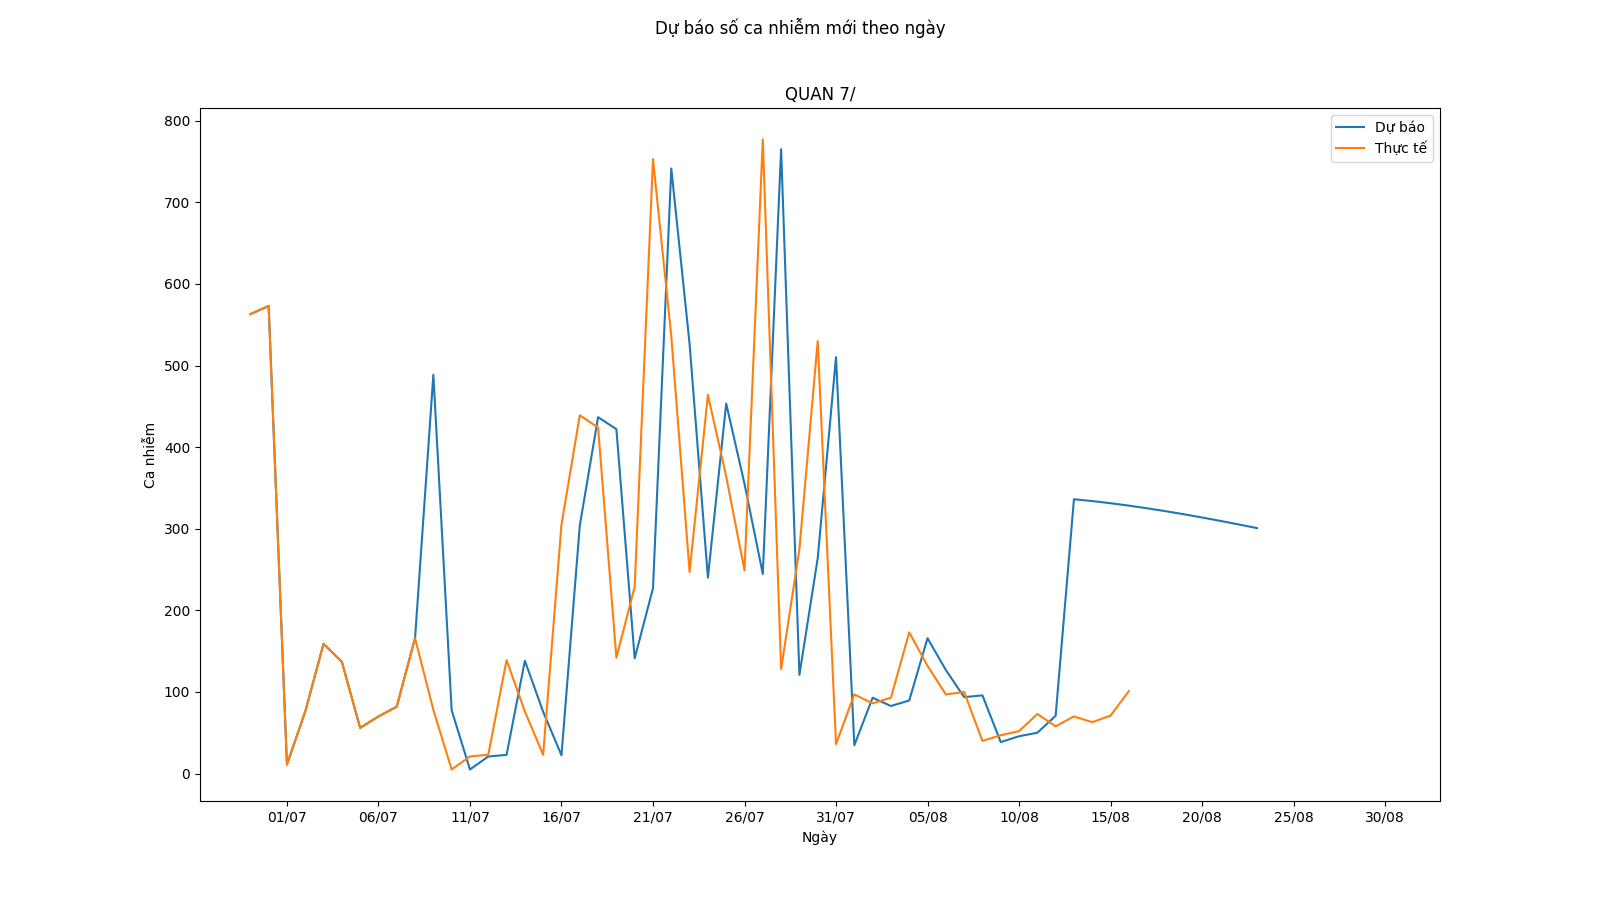 Dự báo số ca nhiễm mới theo ngày
QUAN 7/
Dự báo
Thực tế
800
700
600
500
400
300
200
100
0
Ca nhiễm
01/07 06/07 11/07 16/07 21/07 26/07 31/07 05/08 10/08 15/08 20/08 25/08 30/08
Ngày